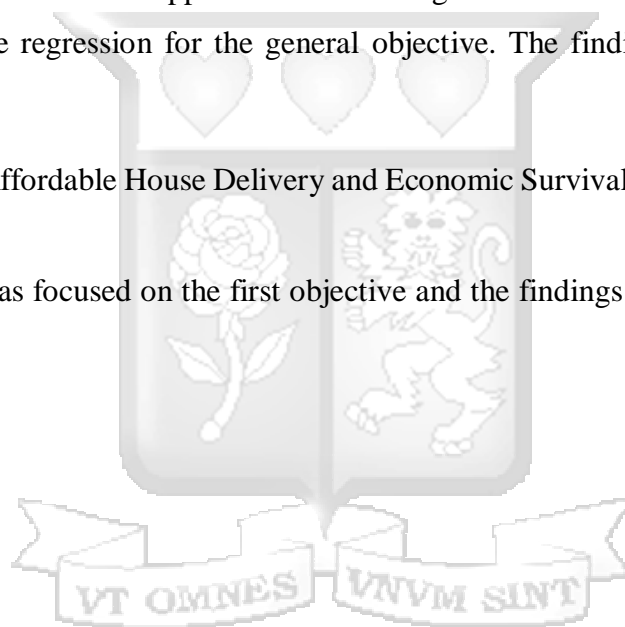 e regression for the general objective. The findi
ffordable House Delivery and Economic Survival
as focused on the first objective and the findings
VT OMNES VNVM SINT